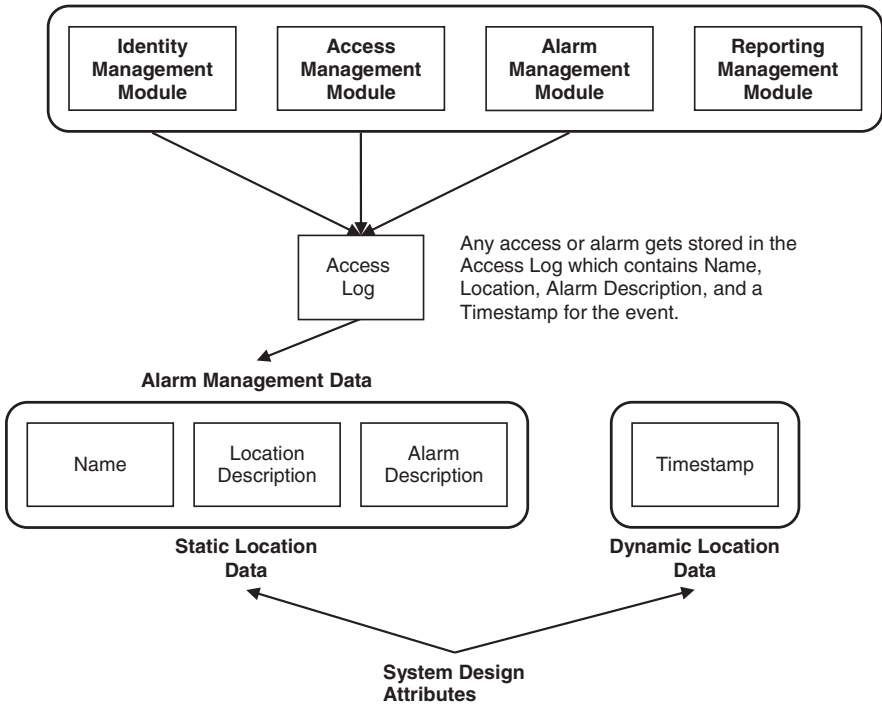 Identity
Management
Module
Access
Management
Module
Alarm
Management
Module
Reporting
Management
Module
Access
Log
Any access or alarm gets stored in the
Access Log which contains Name,
Location, Alarm Description, and a
Timestamp for the event.
Alarm Management Data
Name
Location
Description
Alarm
Description
Timestamp
Static Location
Data
Dynamic Location
Data
System Design
Attributes